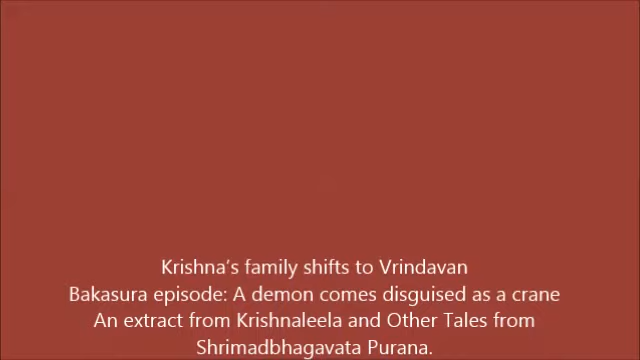 Krishna’s family shifts to Vrindavan
Bakasura episode: A demon comes disguised as a crane
An extract from Krishnaleela and Other Tales from
Shrimadbhagavata Purana.